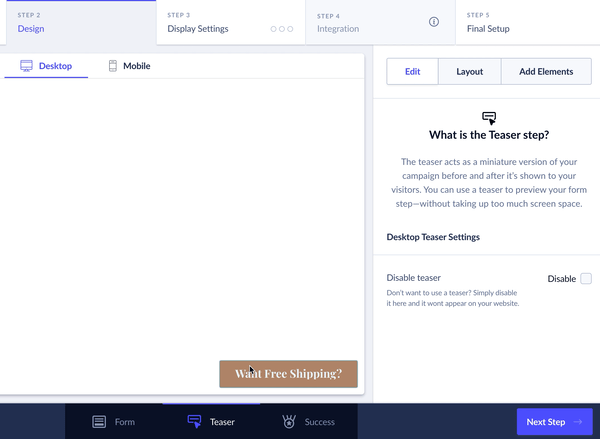 STEP 2
Design
STEP 3
Display Settings
STEP 4
Integration
STEP 5
Final Setup
Desktop
Mobile
Edit
Layout
Add Elements
What is the Teaser step?
The teaser acts as a miniature version of your
campaign before and after it's shown to your
visitors. You can use a teaser to preview your form
step—without taking up too much screen space.
Desktop Teaser Settings
Disable teaser
Disable
Don't want to use a teaser? Simply disable
it here and it wont appear on your website.
Want Free Shipping?
Form
Teaser
Success
Next Step